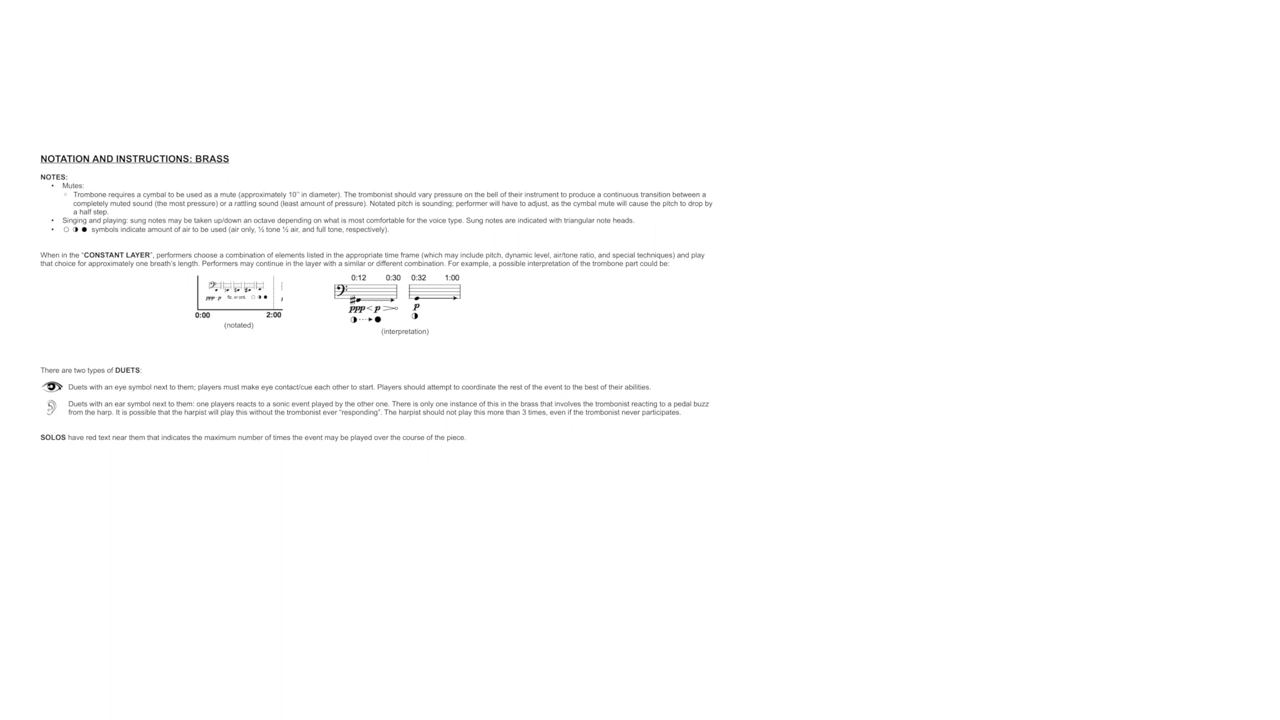 NOTATION AND INSTRUCTIONS: BRASS
NOTES:
• Mutes:
○ Trombone requires a cymbal to be used as a mute (approximately 10" in diameter). The trombonist should vary pressure on the bell of their instrument to produce a continuous transition between a
completely muted sound (the most pressure) or a rattling sound (least amount of pressure). Notated pitch is sounding; performer will have to adjust, as the cymbal mute will cause the pitch to drop by
a half step.
• Singing and playing: sung notes may be taken up/down an octave depending on what is most comfortable for the voice type. Sung notes are indicated with triangular note heads.
• ○ ◑ ● symbols indicate amount of air to be used (air only, ½ tone ½ air, and full tone, respectively).
When in the “CONSTANT LAYER”, performers choose a combination of elements listed in the appropriate time frame (which may include pitch, dynamic level, air/tone ratio, and special techniques) and play
that choice for approximately one breath's length. Performers may continue in the layer with a similar or different combination. For example, a possible interpretation of the trombone part could be:
0:12 0:30 0:32 1:00
ppp - p flz. or ord. ○ ◑ ●
ppp < p > p
0:00 2:00
(notated)
(interpretation)
There are two types of DUETS:
Duets with an eye symbol next to them; players must make eye contact/cue each other to start. Players should attempt to coordinate the rest of the event to the best of their abilities.
Duets with an ear symbol next to them: one players reacts to a sonic event played by the other one. There is only one instance of this in the brass that involves the trombonist reacting to a pedal buzz
from the harp. It is possible that the harpist will play this without the trombonist ever “responding”. The harpist should not play this more than 3 times, even if the trombonist never participates.
SOLOS have red text near them that indicates the maximum number of times the event may be played over the course of the piece.